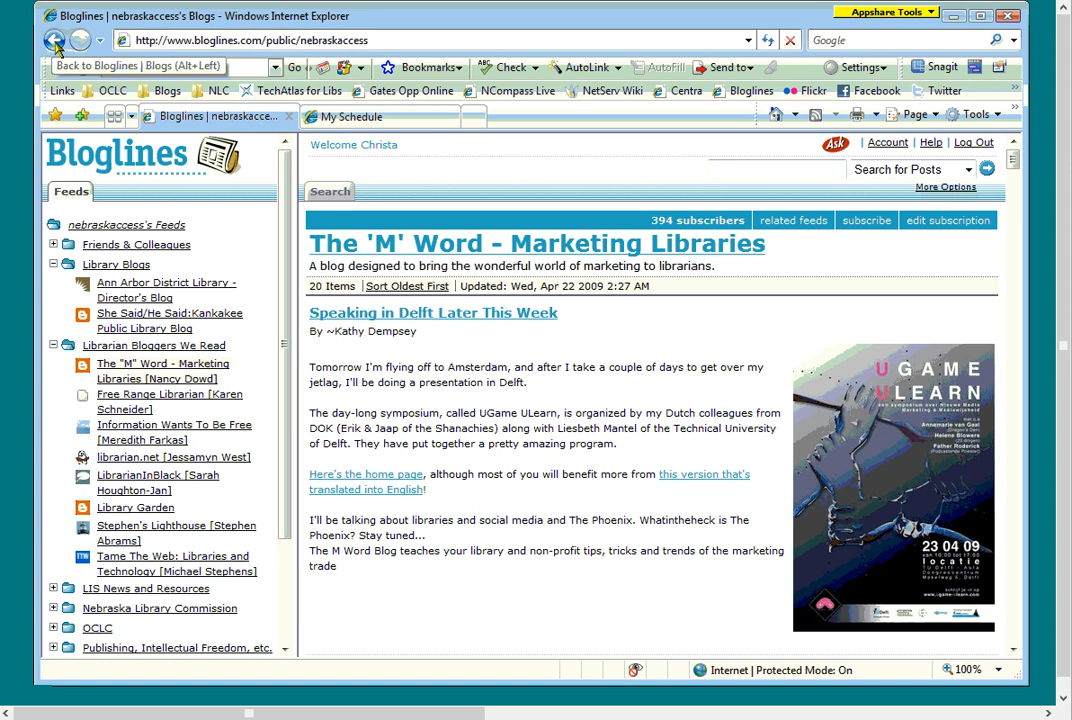 Bloglines | nebraskaccess's Blogs - Windows Internet Explorer
Appshare Tools
http://www.bloglines.com/public/nebraskaccess
Google
Back to Bloglines | Blogs (Alt+Left)
Go
Bookmarks
Check
AutoLink
AutoFill
Send to
Settings
Snagit
Links
OCLC
Blogs
NLC
TechAtlas for Libs
Gates Opp Online
NCompass Live
NetServ Wiki
Centra
Bloglines
Flickr
Facebook
Twitter
Bloglines | nebraskacce...
My Schedule
Page
Tools
Bloglines
Feeds
nebraskaccess's Feeds
Friends & Colleagues
Library Blogs
Ann Arbor District Library -
Director's Blog
She Said/He Said:Kankakee
Public Library Blog
Librarian Bloggers We Read
The "M" Word - Marketing
Libraries [Nancy Dowd]
Free Range Librarian [Karen
Schneider]
Information Wants To Be Free
[Meredith Farkas]
librarian.net [Jessamyn West]
LibrarianInBlack [Sarah
Houghton-Jan]
Library Garden
Stephen's Lighthouse [Stephen
Abrams]
Tame The Web: Libraries and
Technology [Michael Stephens]
LIS News and Resources
Nebraska Library Commission
OCLC
Publishing, Intellectual Freedom, etc.
Welcome Christa
Ask
Account | Help | Log Out
Search for Posts
More Options
Search
394 subscribers
related feeds
subscribe
edit subscription
The 'M' Word - Marketing Libraries
A blog designed to bring the wonderful world of marketing to librarians.
20 Items | Sort Oldest First | Updated: Wed, Apr 22 2009 2:27 AM
Speaking in Delft Later This Week
By ~Kathy Dempsey
Tomorrow I'm flying off to Amsterdam, and after I take a couple of days to get over my
jetlag, I'll be doing a presentation in Delft.
The day-long symposium, called UGame ULearn, is organized by my Dutch colleagues from
DOK (Erik & Jaap of the Shanachies) along with Liesbeth Mantel of the Technical University
of Delft. They have put together a pretty amazing program.
Here's the home page, although most of you will benefit more from this version that's
translated into English!
I'll be talking about libraries and social media and The Phoenix. Whatintheheck is The
Phoenix? Stay tuned...
The M Word Blog teaches your library and non-profit tips, tricks and trends of the marketing
trade
U GAME
U LEARN
Annemarie van Gaal
Helene Blowers
Father Roderick
23 04 09
locatie
Internet | Protected Mode: On
100%